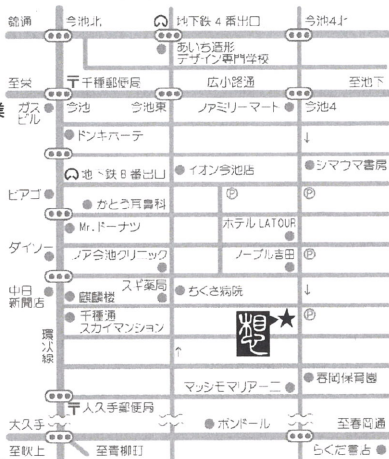 錦通 今池北 地下鉄4番出口 今池4北
あいち造形
デザイン専門学校
至栄 〒千種郵便局 広小路通 至池下
業 ガス
ビル 今池 今池東 ファミリーマート 今池4
ドンキホーテ ↓
地下鉄8番出口 イオン今池店 シマウマ書房
ピアゴ かとう耳鼻科 Ⓟ Ⓟ
Mr.ドーナツ ホテル LATOUR
ダイソー ノア今池クリニック ノーブル吉田 Ⓟ
中日
新聞店 麒麟楼 スギ薬局 ちくさ病院 ↓
千種通
スカイマンション 想 ★ Ⓟ
環状線 ↑
マッシモマリアーニ 春岡保育園
〒大久手郵便局
大久手 ボンドール 至春岡通
至吹上 至青柳町 らくだ書店